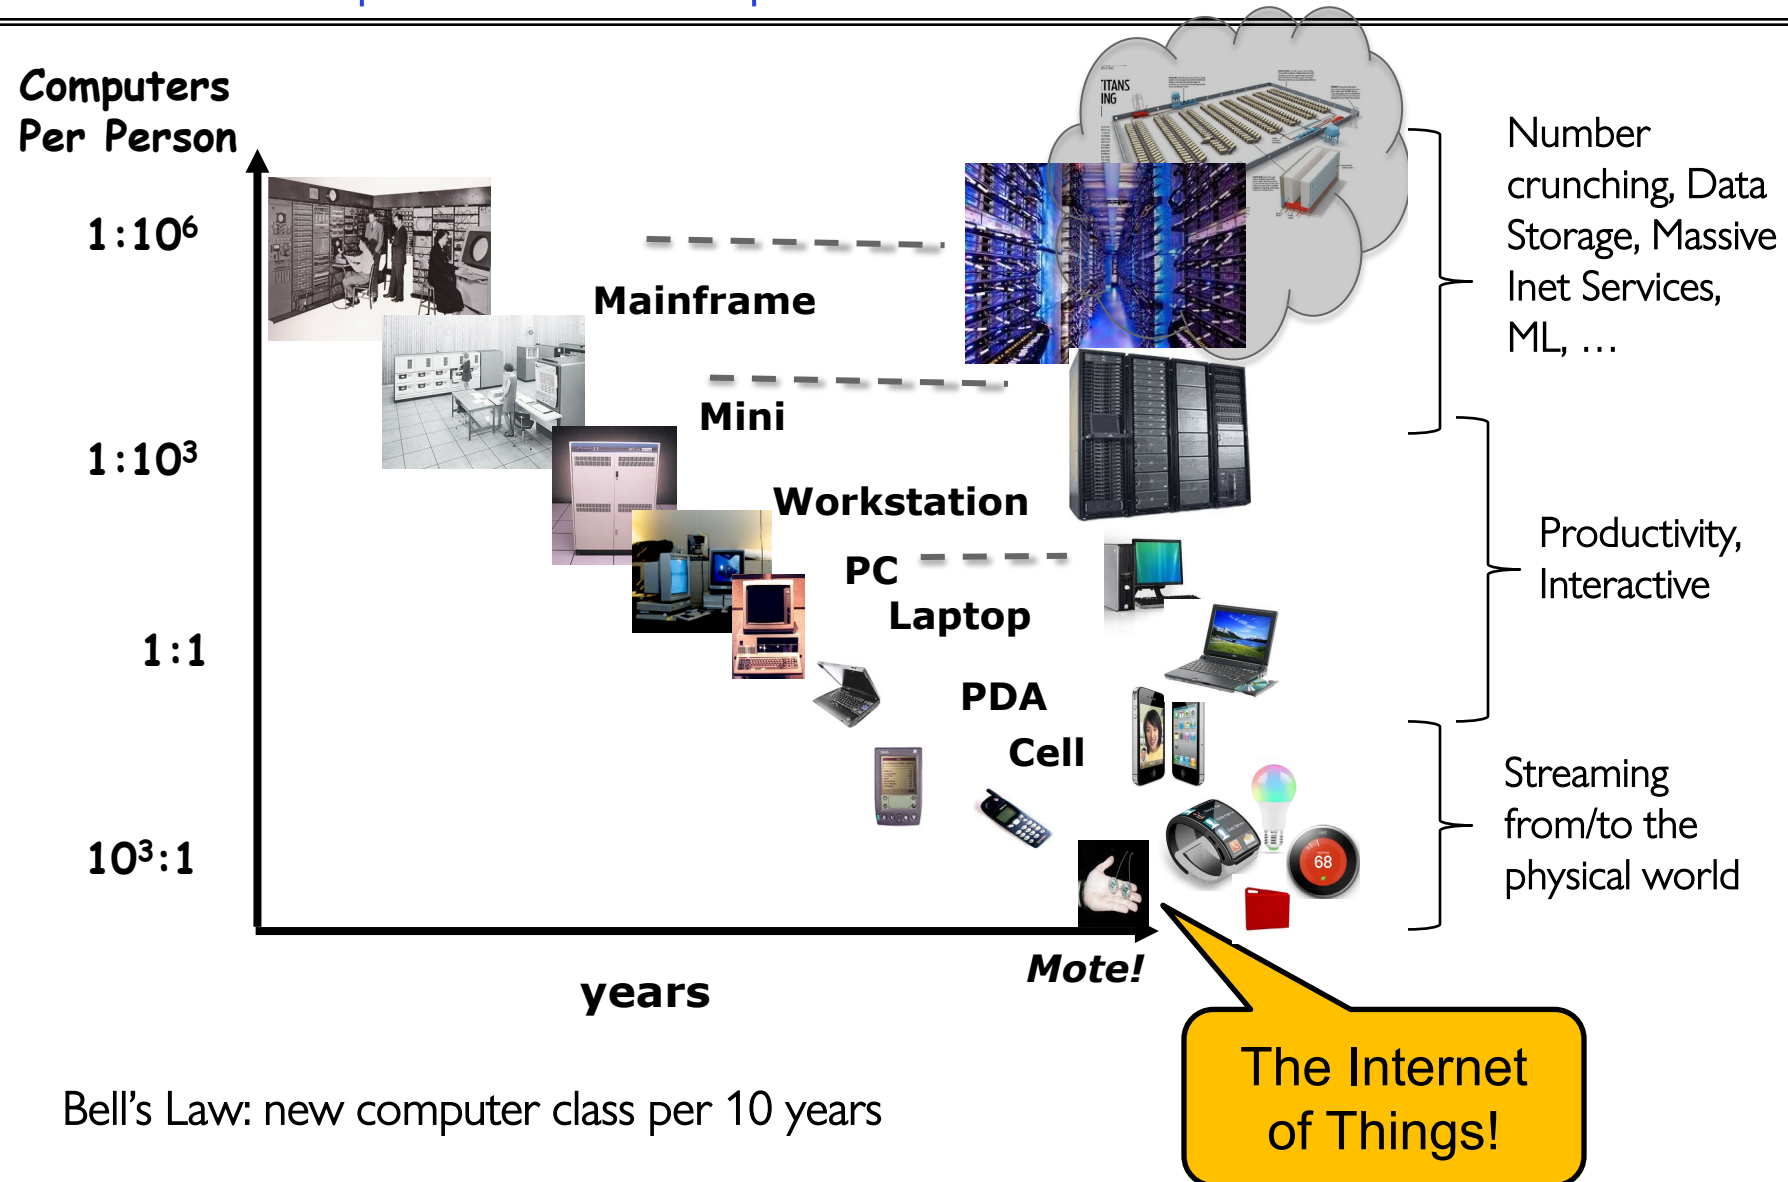 Computers
Per Person
1:10⁶
1:10³
1:1
10³:1
Mainframe
Mini
Workstation
PC
Laptop
PDA
Cell
Mote!
years
TITANS
ING
68
Number
crunching, Data
Storage, Massive
Inet Services,
ML, …
Productivity,
Interactive
Streaming
from/to the
physical world
The Internet
of Things!
Bell’s Law: new computer class per 10 years